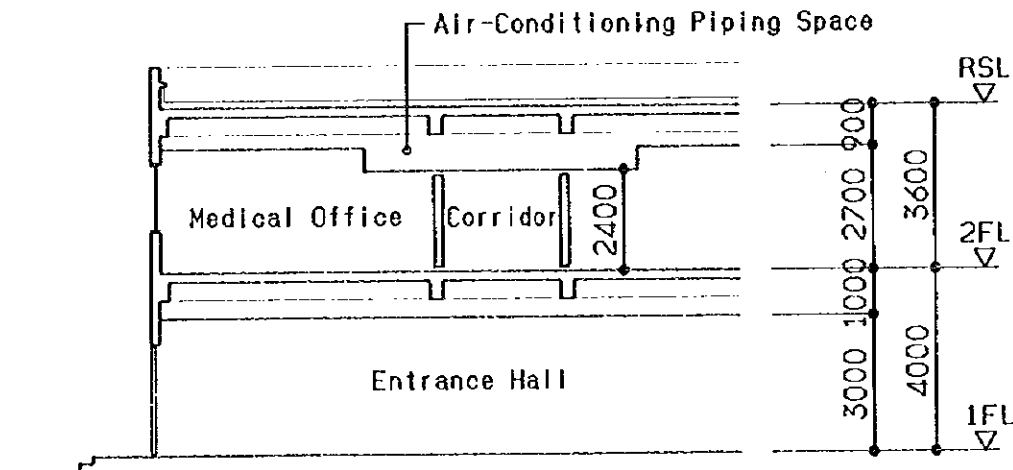 Air-Conditioning Piping Space
RSL
900
2700
3600
Medical Office
Corridor
2400
2FL
1000
4000
Entrance Hall
3000
1FL